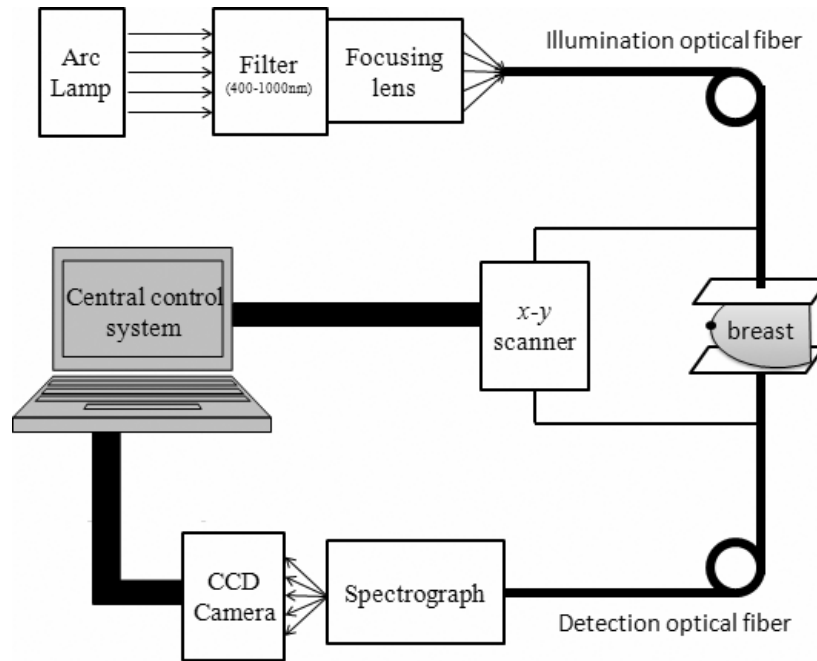 Arc
Lamp
Filter
(400-1000nm)
Focusing
lens
Illumination optical fiber
Central control
system
x-y
scanner
breast
CCD
Camera
Spectrograph
Detection optical fiber